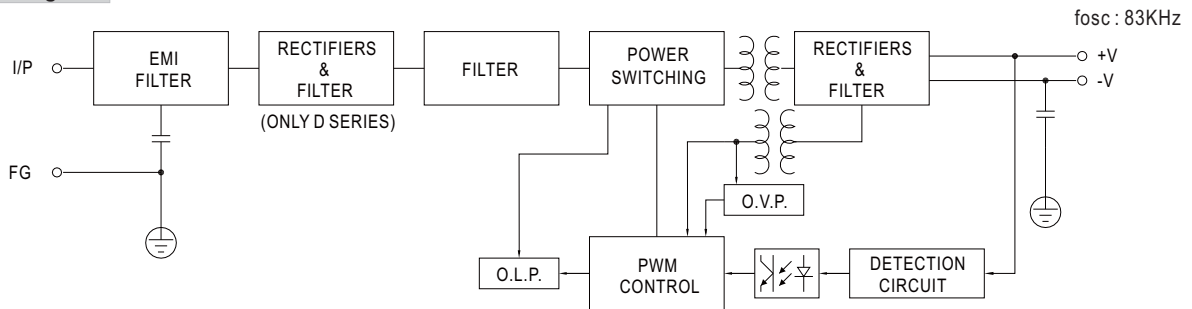 fosc : 83KHz
I/P
EMI
FILTER
RECTIFIERS
&
FILTER
(ONLY D SERIES)
FILTER
POWER
SWITCHING
RECTIFIERS
&
FILTER
+V
-V
FG
O.V.P.
O.L.P.
PWM
CONTROL
DETECTION
CIRCUIT